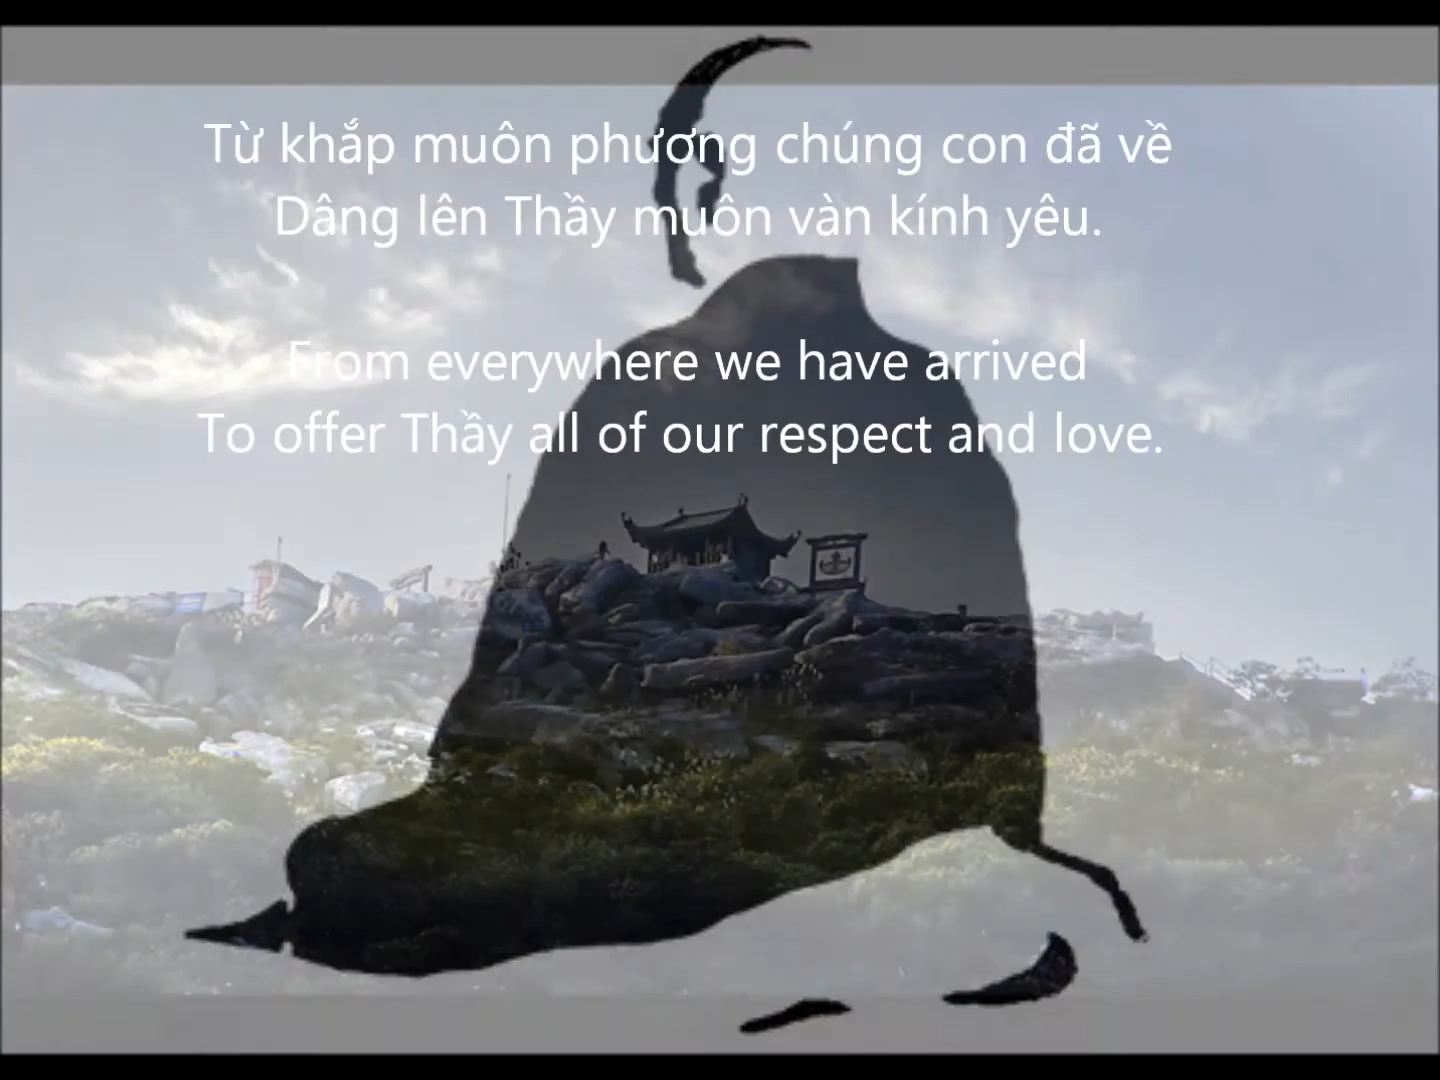 Từ khắp muôn phương chúng con đã về
Dâng lên Thầy muôn vàn kính yêu.
From everywhere we have arrived
To offer Thầy all of our respect and love.